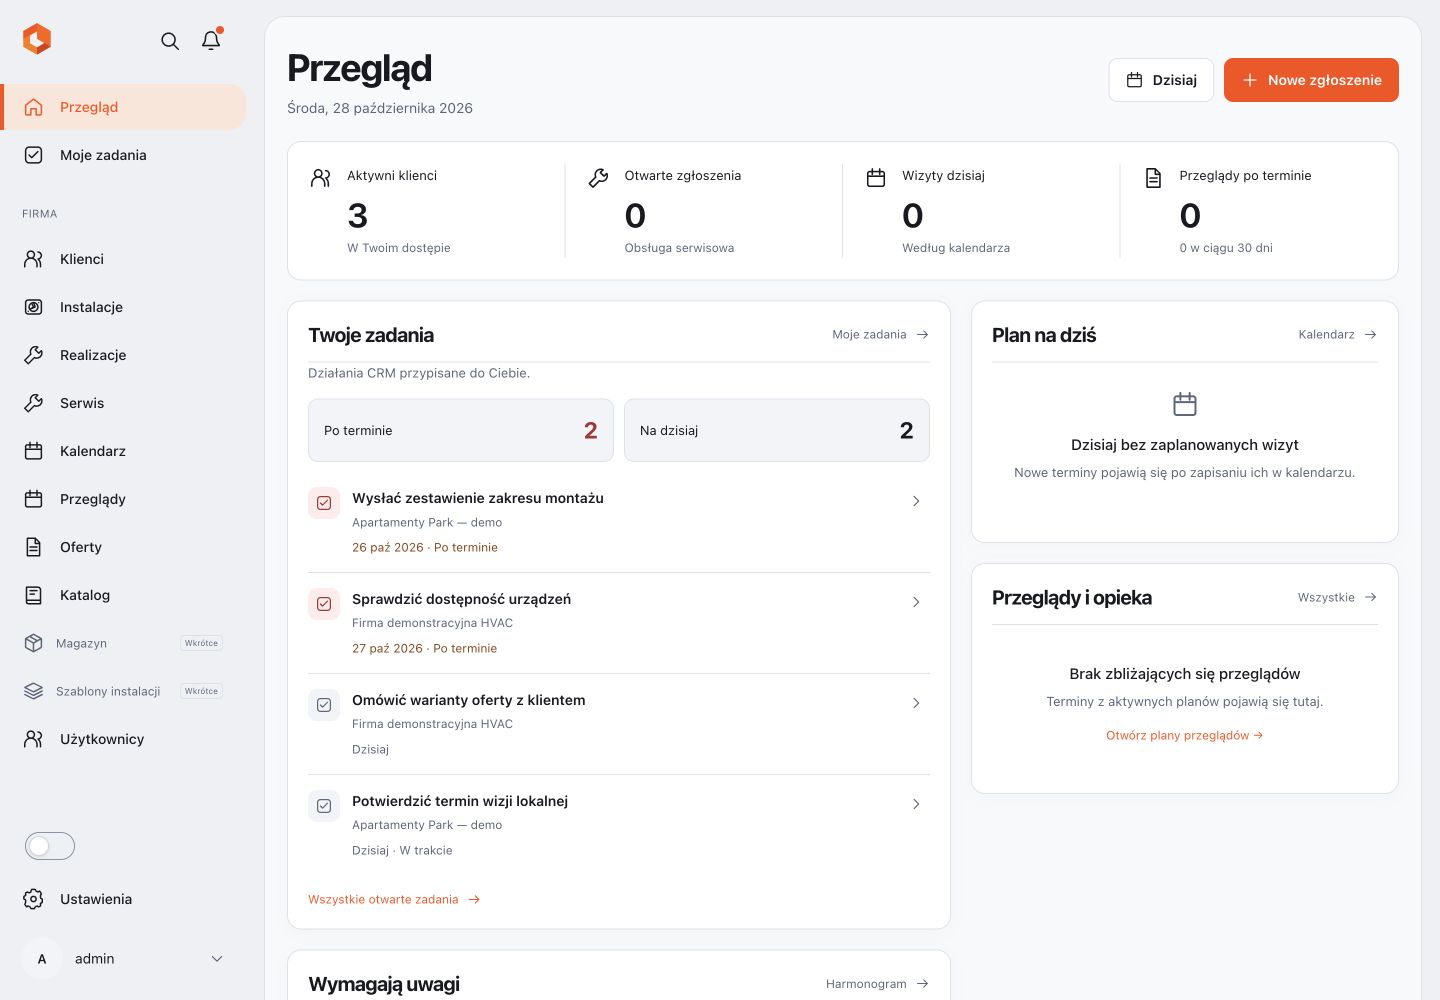 Przegląd
Moje zadania
FIRMA
Klienci
Instalacje
Realizacje
Serwis
Kalendarz
Przeglądy
Oferty
Katalog
Magazyn Wkrótce
Szablony instalacji Wkrótce
Użytkownicy
Ustawienia
A admin
Przegląd
Środa, 28 października 2026
Dzisiaj
Nowe zgłoszenie
Aktywni klienci
3
W Twoim dostępie
Otwarte zgłoszenia
0
Obsługa serwisowa
Wizyty dzisiaj
0
Według kalendarza
Przeglądy po terminie
0
0 w ciągu 30 dni
Twoje zadania
Moje zadania →
Działania CRM przypisane do Ciebie.
Po terminie 2
Na dzisiaj 2
Wysłać zestawienie zakresu montażu
Apartamenty Park — demo
26 paź 2026 · Po terminie
Sprawdzić dostępność urządzeń
Firma demonstracyjna HVAC
27 paź 2026 · Po terminie
Omówić warianty oferty z klientem
Firma demonstracyjna HVAC
Dzisiaj
Potwierdzić termin wizji lokalnej
Apartamenty Park — demo
Dzisiaj · W trakcie
Wszystkie otwarte zadania →
Wymagają uwagi
Harmonogram →
Plan na dziś
Kalendarz →
Dzisiaj bez zaplanowanych wizyt
Nowe terminy pojawią się po zapisaniu ich w kalendarzu.
Przeglądy i opieka
Wszystkie →
Brak zbliżających się przeglądów
Terminy z aktywnych planów pojawią się tutaj.
Otwórz plany przeglądów →